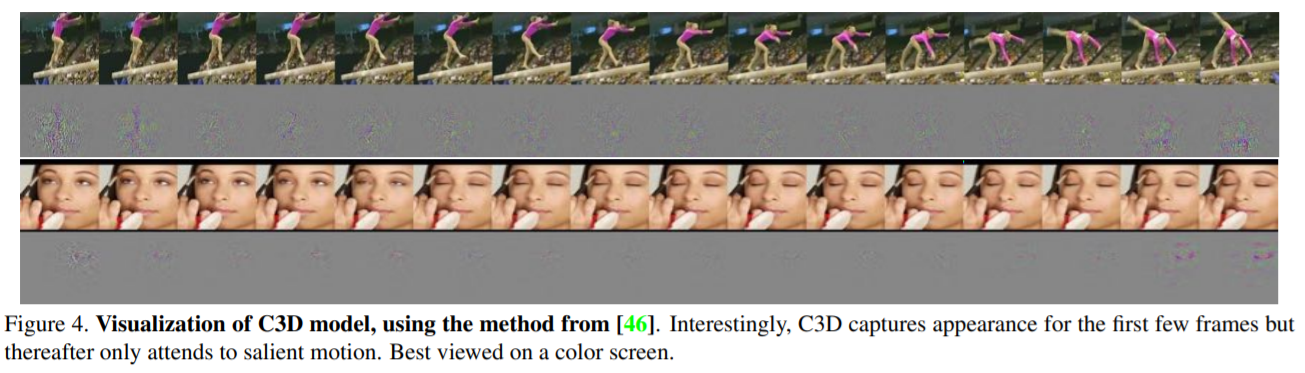 Figure 4. Visualization of C3D model, using the method from [46]. Interestingly, C3D captures appearance for the first few frames but
thereafter only attends to salient motion. Best viewed on a color screen.